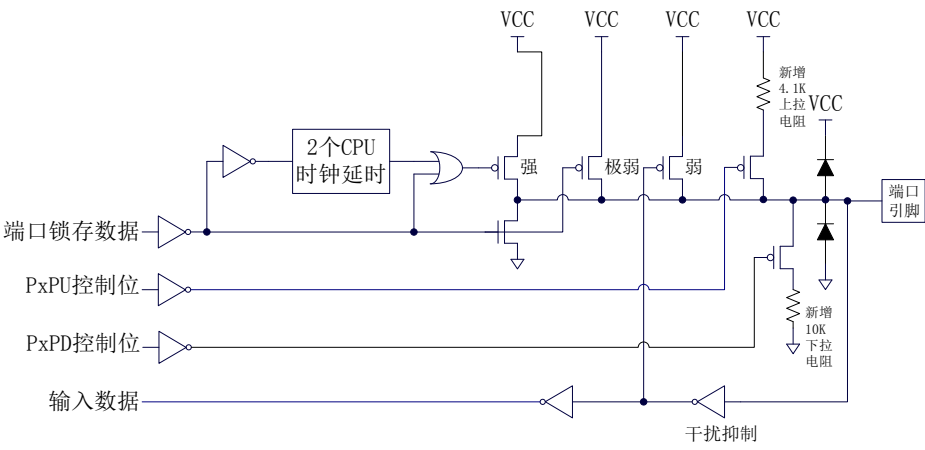 VCC
VCC
VCC
VCC
新增
4.1K
上拉
电阻
VCC
2个CPU
时钟延时
强
极弱
弱
端口
引脚
端口锁存数据
PxPU控制位
新增
10K
下拉
电阻
PxPD控制位
输入数据
干扰抑制